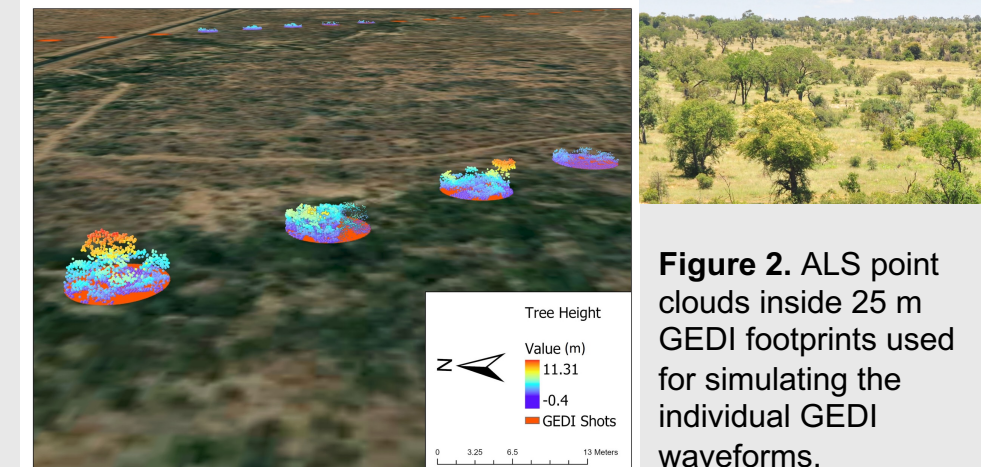 Tree Height
Value (m)
11.31
-0.4
GEDI Shots
N
0 3.25 6.5 13 Meters
Figure 2. ALS point
clouds inside 25 m
GEDI footprints used
for simulating the
individual GEDI
waveforms.